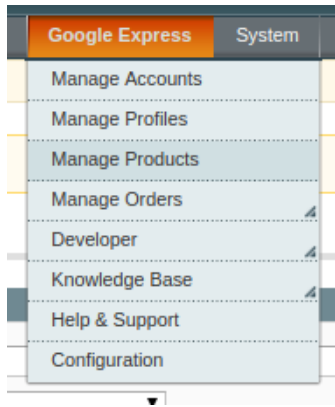 Google Express System
Manage Accounts
Manage Profiles
Manage Products
Manage Orders
Developer
Knowledge Base
Help & Support
Configuration